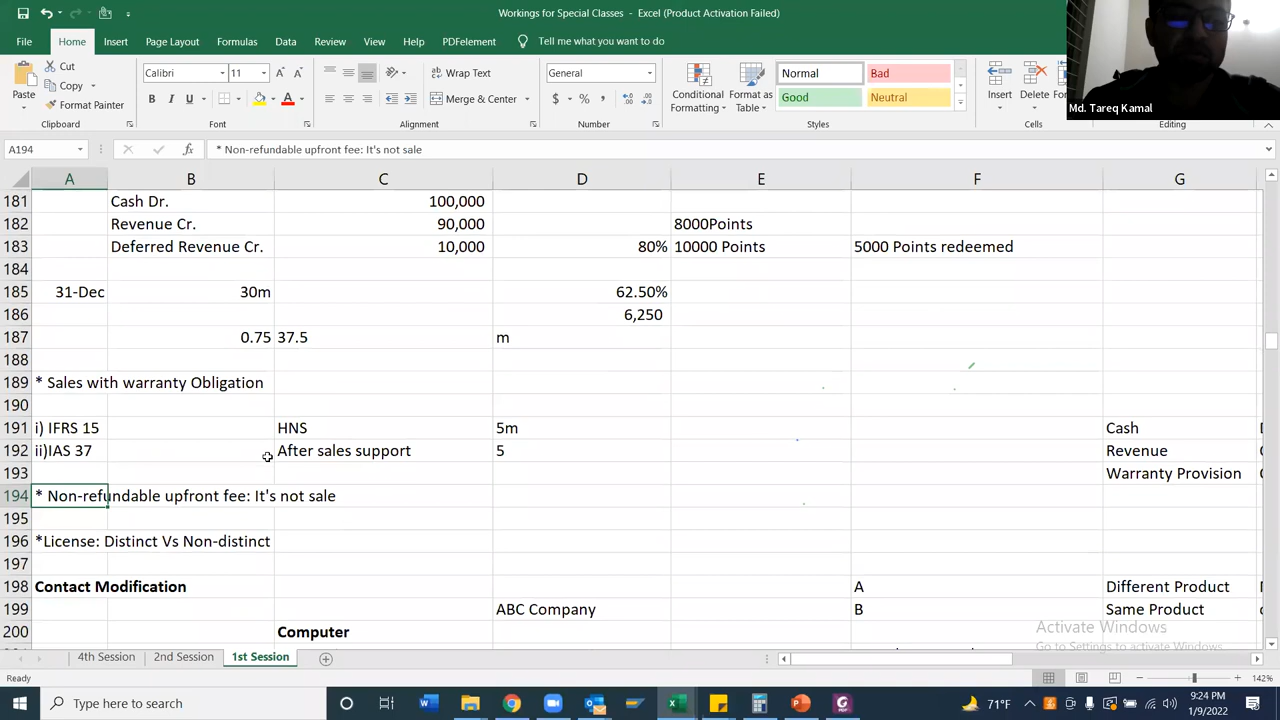 Workings for Special Classes - Excel (Product Activation Failed)
File Home Insert Page Layout Formulas Data Review View Help PDFelement Tell me what you want to do
Paste
Cut
Copy
Format Painter
Calibri 11
B I U
Wrap Text
Merge & Center
General
$ % ,
Conditional Formatting
Format as Table
Normal Bad
Good Neutral
Insert Delete
Md. Tareq Kamal
Clipboard Font Alignment Number Styles Cells Editing
A194 fx * Non-refundable upfront fee: It's not sale
A B C D E F G
181 Cash Dr. 100,000
182 Revenue Cr. 90,000 8000Points
183 Deferred Revenue Cr. 10,000 80% 10000 Points 5000 Points redeemed
184
185 31-Dec 30m 62.50%
186 6,250
187 0.75 37.5 m
188
189 * Sales with warranty Obligation
190
191 i) IFRS 15 HNS 5m Cash
192 ii)IAS 37 After sales support 5 Revenue
193 Warranty Provision
194 * Non-refundable upfront fee: It's not sale
195
196 *License: Distinct Vs Non-distinct
197
198 Contact Modification A Different Product
199 ABC Company B Same Product
200 Computer
Activate Windows
Go to Settings to activate Windows.
4th Session 2nd Session 1st Session
Ready 142%
Type here to search 71°F 9:24 PM
1/9/2022